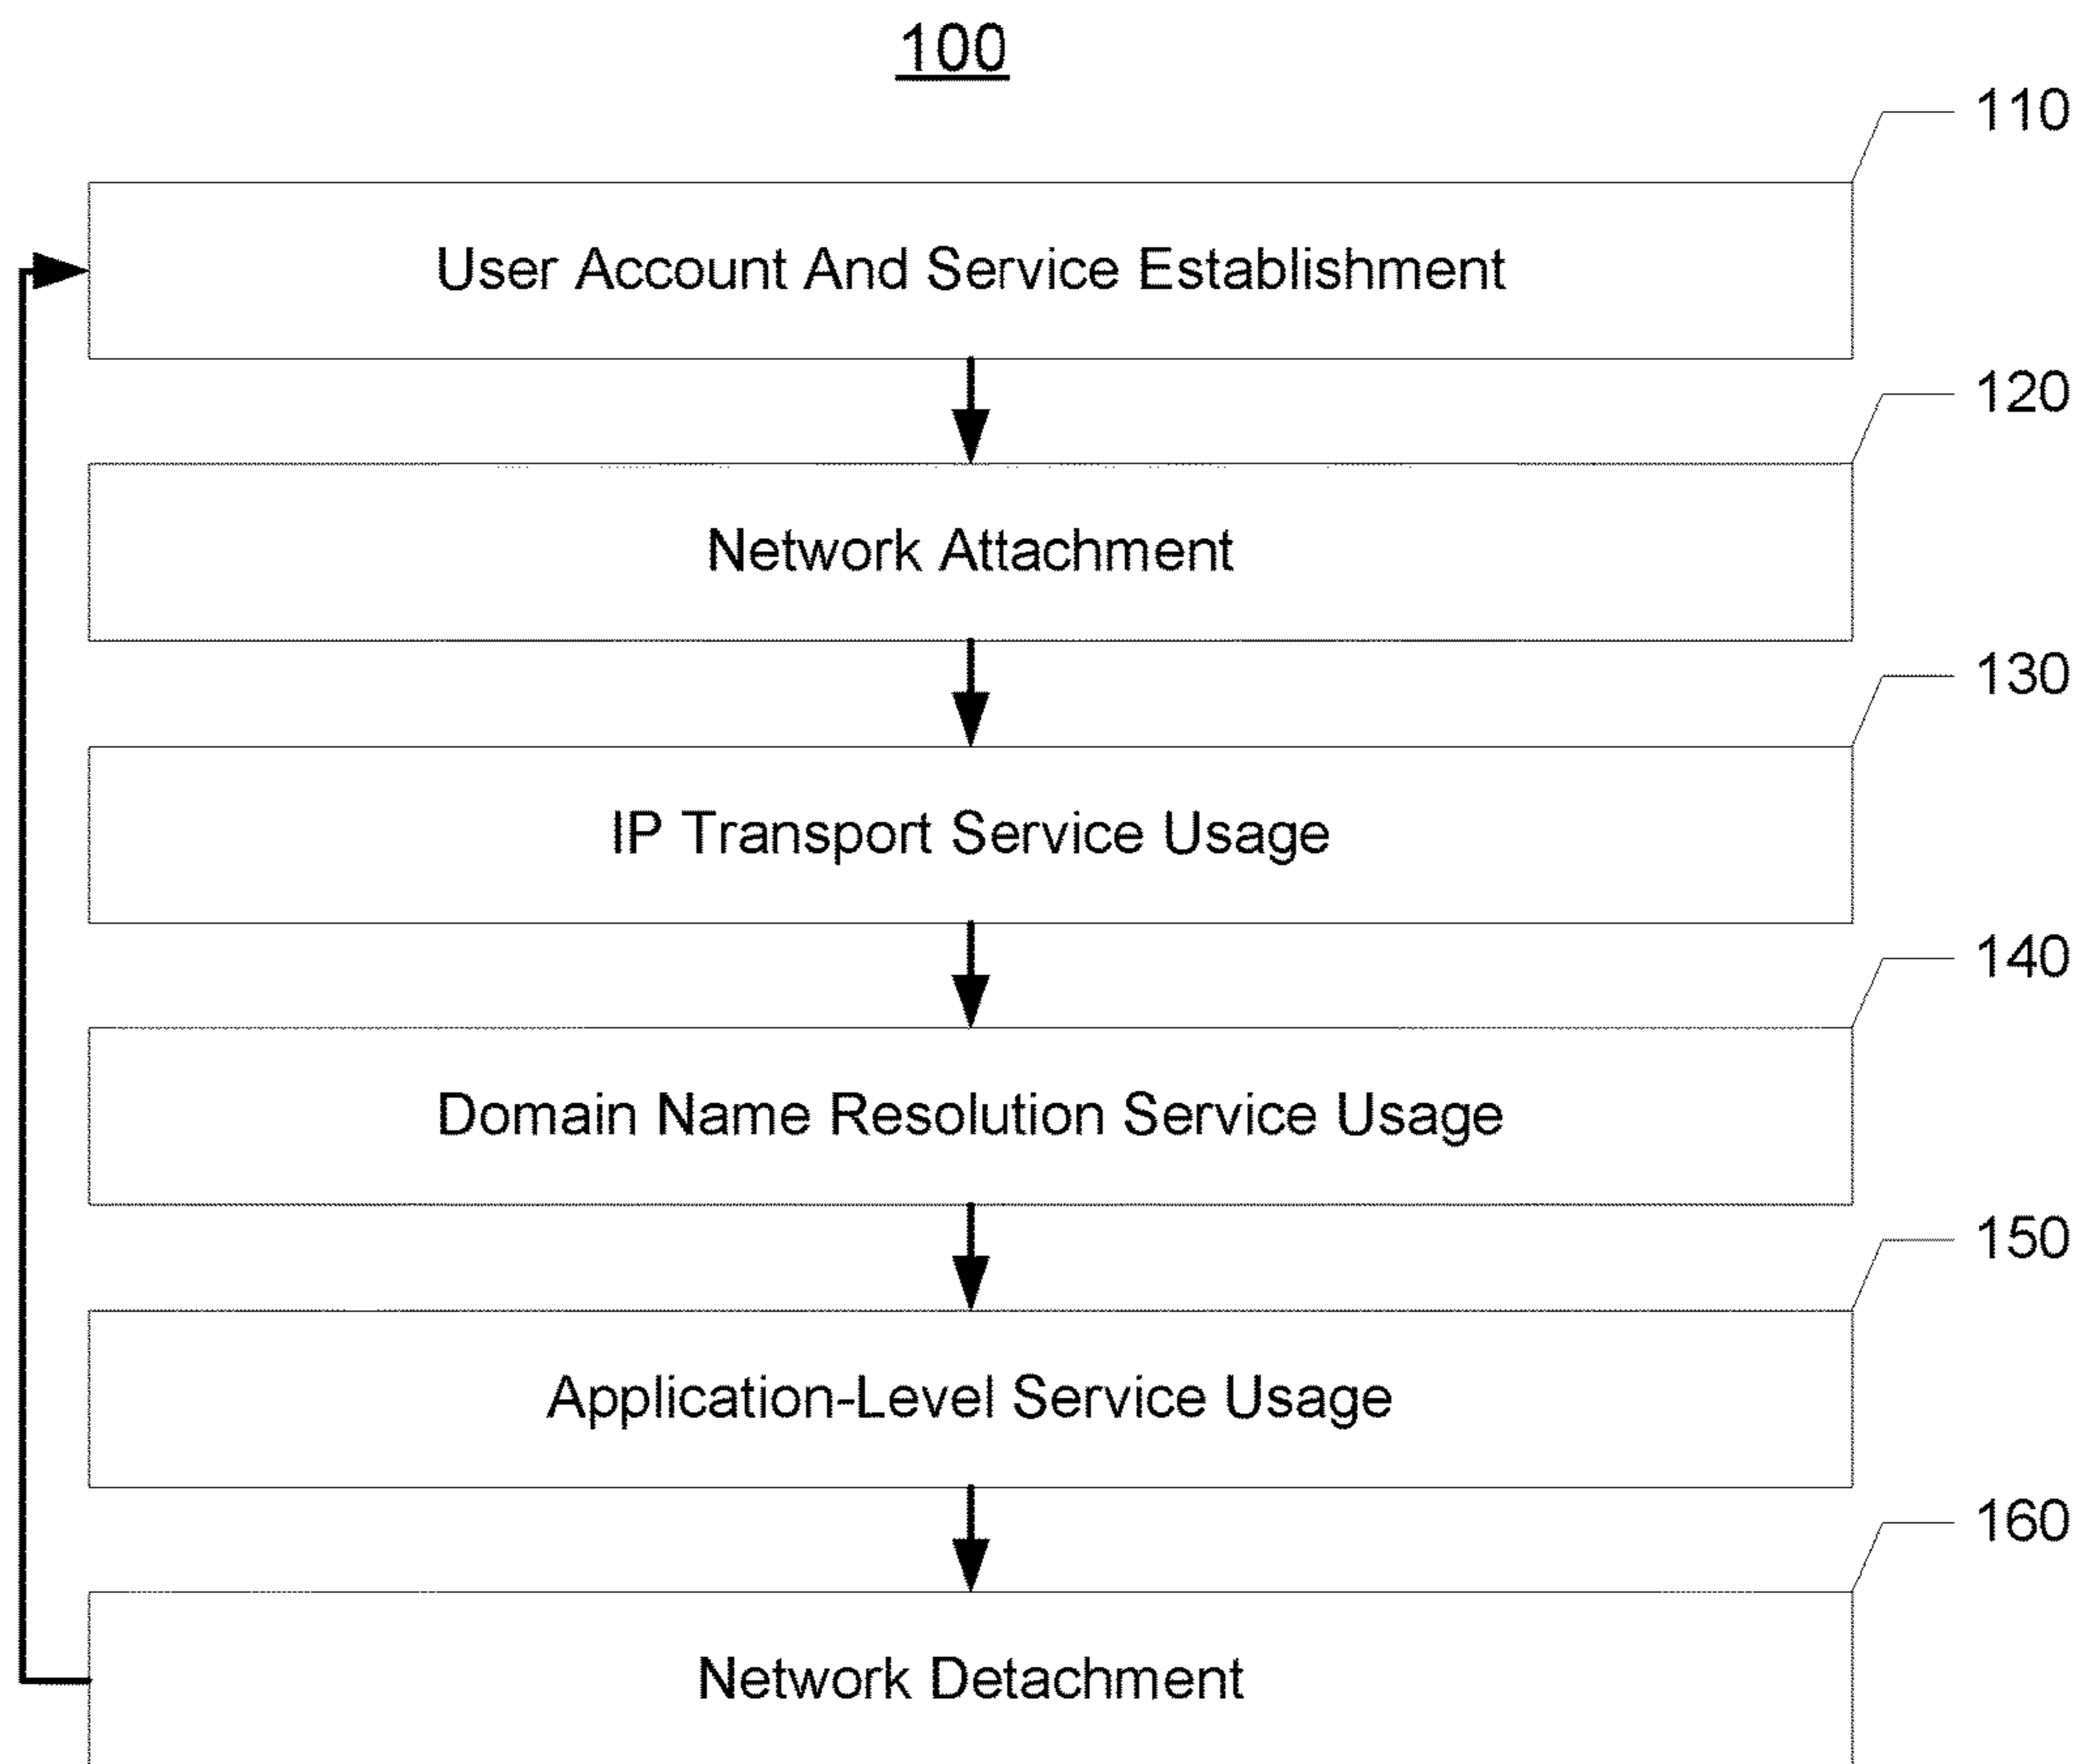 100
110
User Account And Service Establishment
120
Network Attachment
130
IP Transport Service Usage
140
Domain Name Resolution Service Usage
150
Application-Level Service Usage
160
Network Detachment